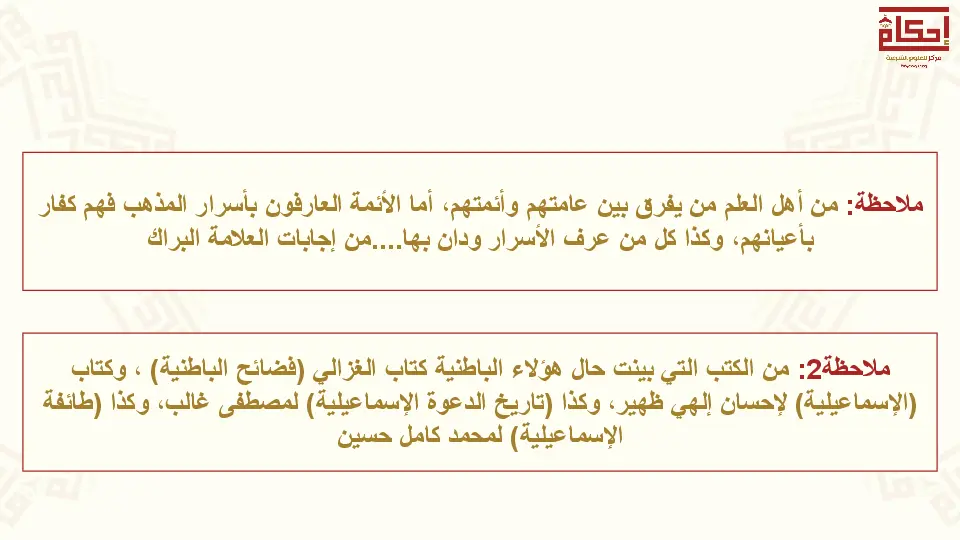 إحكام
مركز للعلوم الشرعية
ملاحظة: من أهل العلم من يفرق بين عامتهم وأئمتهم، أما الأئمة العارفون بأسرار المذهب فهم كفار
بأعيانهم، وكذا كل من عرف الأسرار ودان بها....من إجابات العلامة البراك
ملاحظة2: من الكتب التي بينت حال هؤلاء الباطنية كتاب الغزالي (فضائح الباطنية) ، وكتاب
(الإسماعيلية) لإحسان إلهي ظهير، وكذا (تاريخ الدعوة الإسماعيلية) لمصطفى غالب، وكذا (طائفة
الإسماعيلية) لمحمد كامل حسين